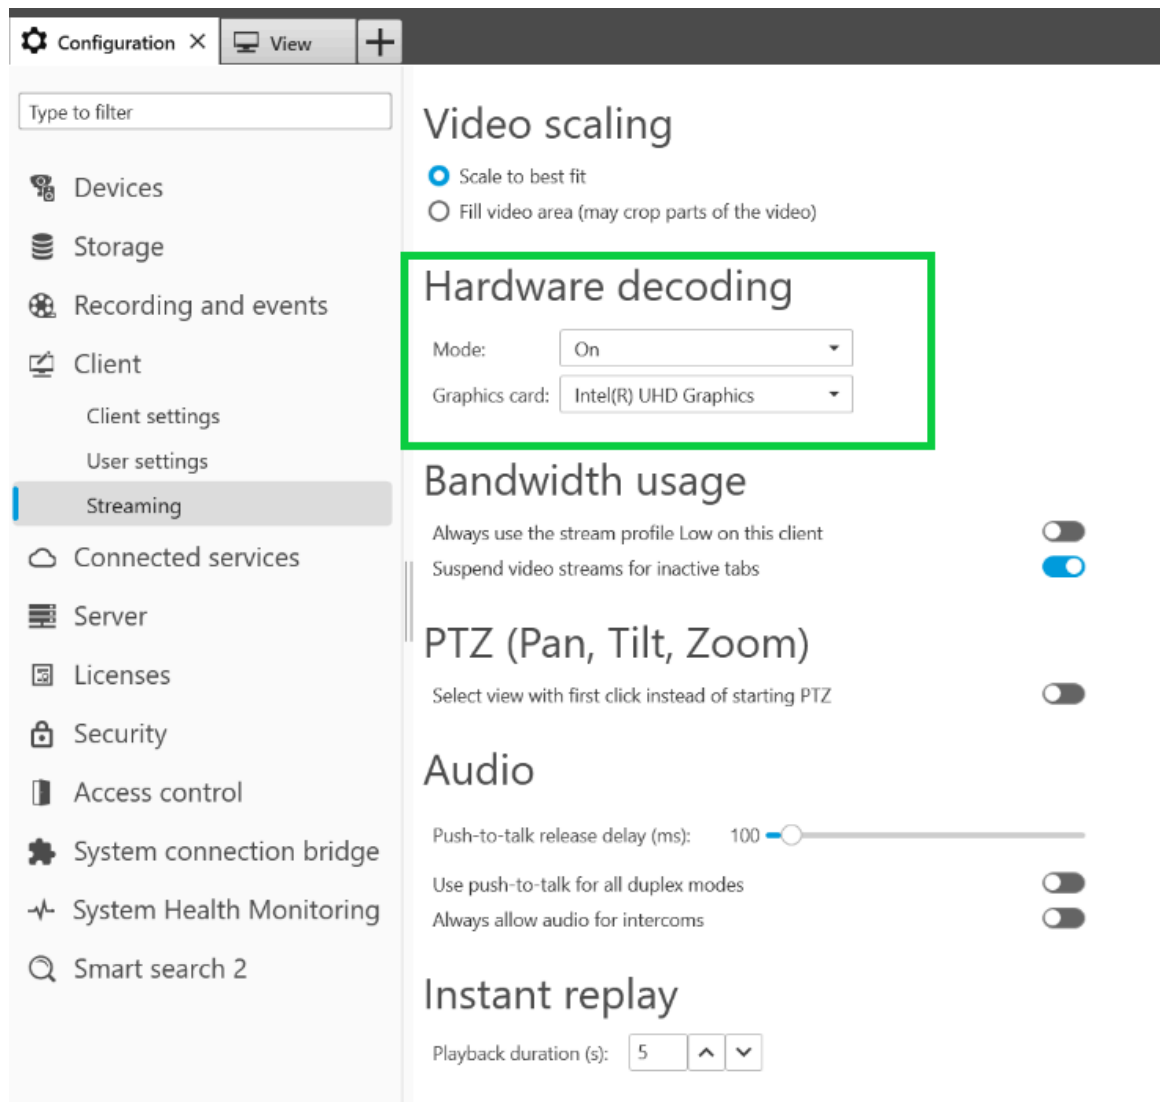 Configuration
View
Type to filter
Devices
Storage
Recording and events
Client
Client settings
User settings
Streaming
Connected services
Server
Licenses
Security
Access control
System connection bridge
System Health Monitoring
Smart search 2
Video scaling
Scale to best fit
Fill video area (may crop parts of the video)
Hardware decoding
Mode: On
Graphics card: Intel(R) UHD Graphics
Bandwidth usage
Always use the stream profile Low on this client
Suspend video streams for inactive tabs
PTZ (Pan, Tilt, Zoom)
Select view with first click instead of starting PTZ
Audio
Push-to-talk release delay (ms): 100
Use push-to-talk for all duplex modes
Always allow audio for intercoms
Instant replay
Playback duration (s): 5